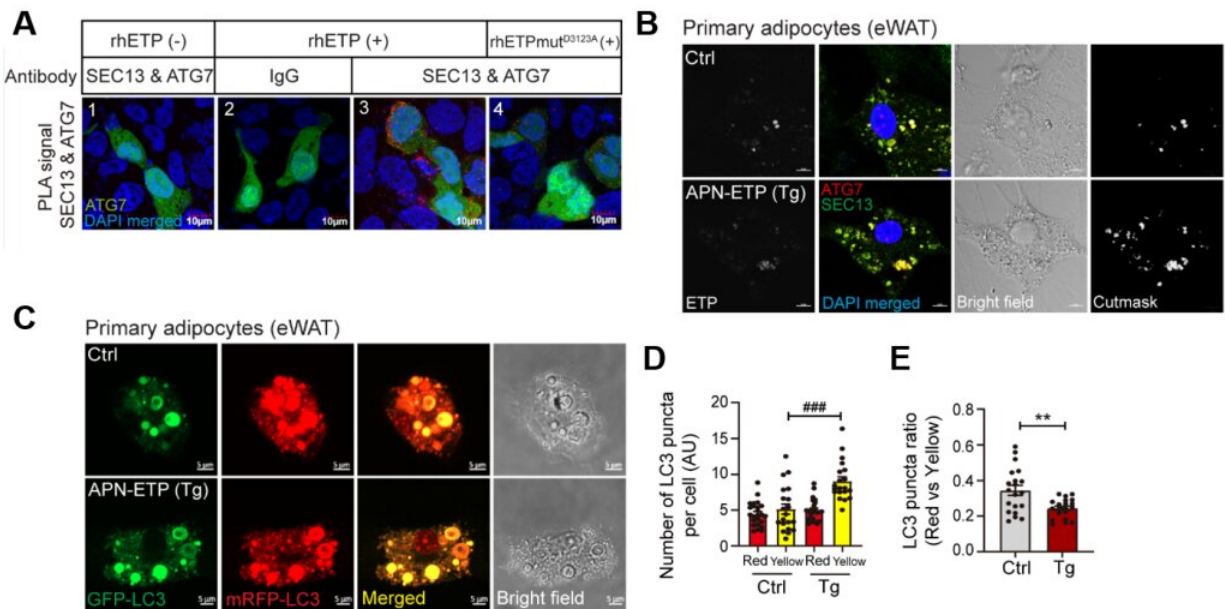 A
rhETP (-) rhETP (+) rhETPmutD3123A (+)
Antibody SEC13 & ATG7 IgG SEC13 & ATG7
PLA signal
SEC13 & ATG7
1 2 3 4
ATG7
DAPI merged
10µm 10µm 10µm 10µm
B
Primary adipocytes (eWAT)
Ctrl
APN-ETP (Tg) ATG7
SEC13
ETP DAPI merged Bright field Cutmask
C
Primary adipocytes (eWAT)
Ctrl
5 µm 5 µm 5 µm 5 µm
APN-ETP (Tg)
GFP-LC3 mRFP-LC3 Merged Bright field
5 µm 5 µm 5 µm 5 µm
D
Number of LC3 puncta
per cell (AU)
20
15
10
5
0
###
Red Yellow Red Yellow
Ctrl Tg
E
LC3 puncta ratio
(Red vs Yellow)
0.8
0.6
0.4
0.2
0.0
**
Ctrl Tg